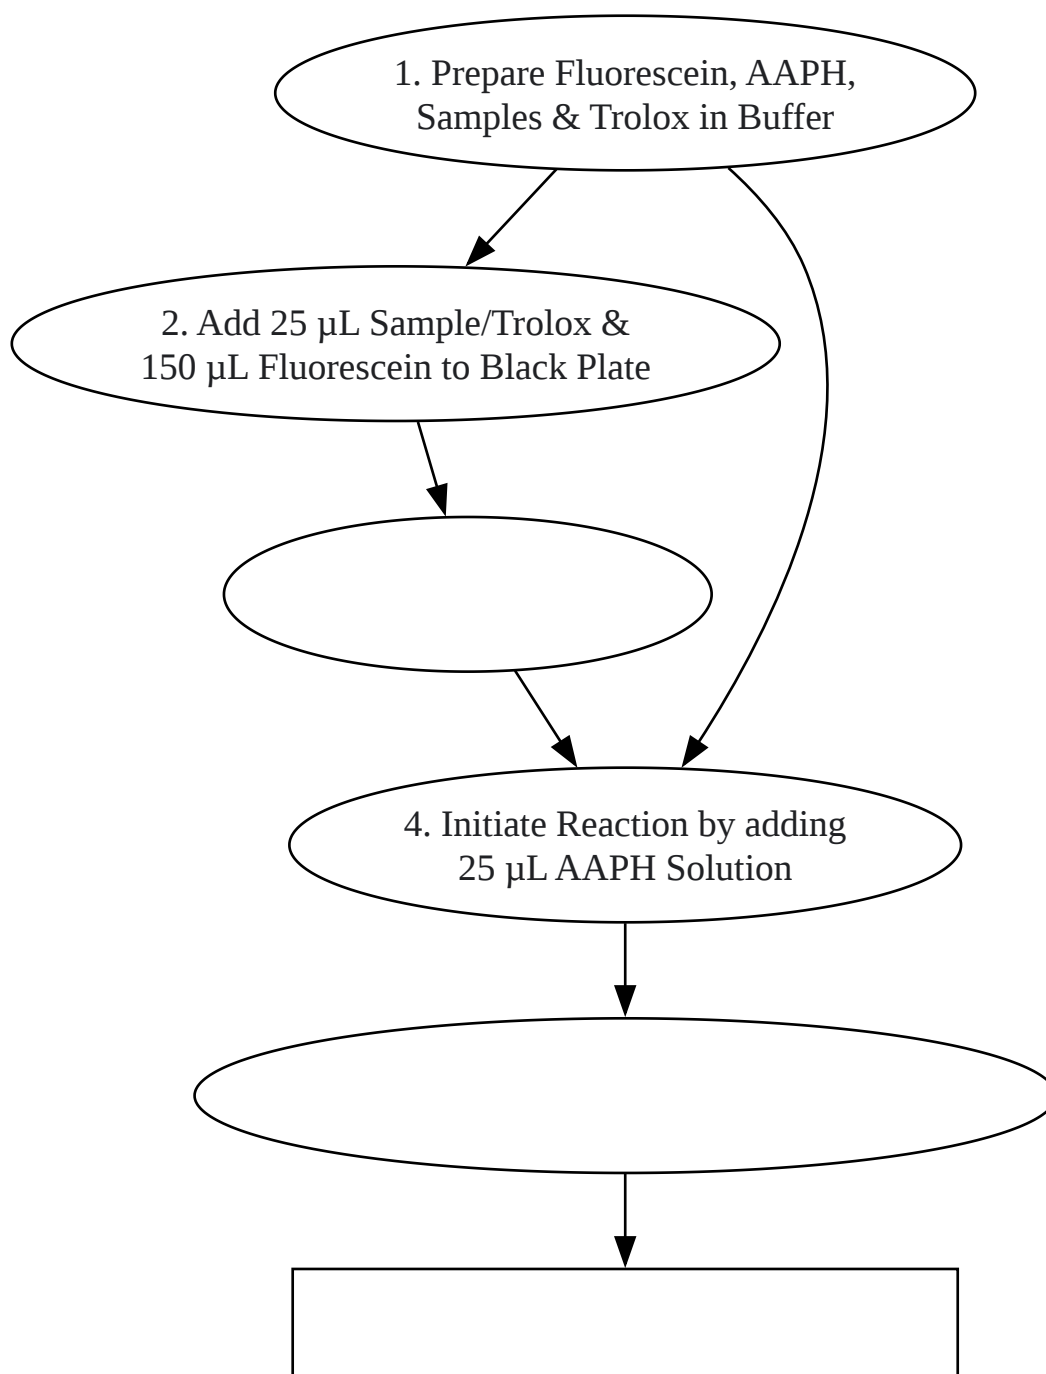 1. Prepare Fluorescein, AAPH,
Samples & Trolox in Buffer
2. Add 25 µL Sample/Trolox &
150 µL Fluorescein to Black Plate
4. Initiate Reaction by adding
25 µL AAPH Solution